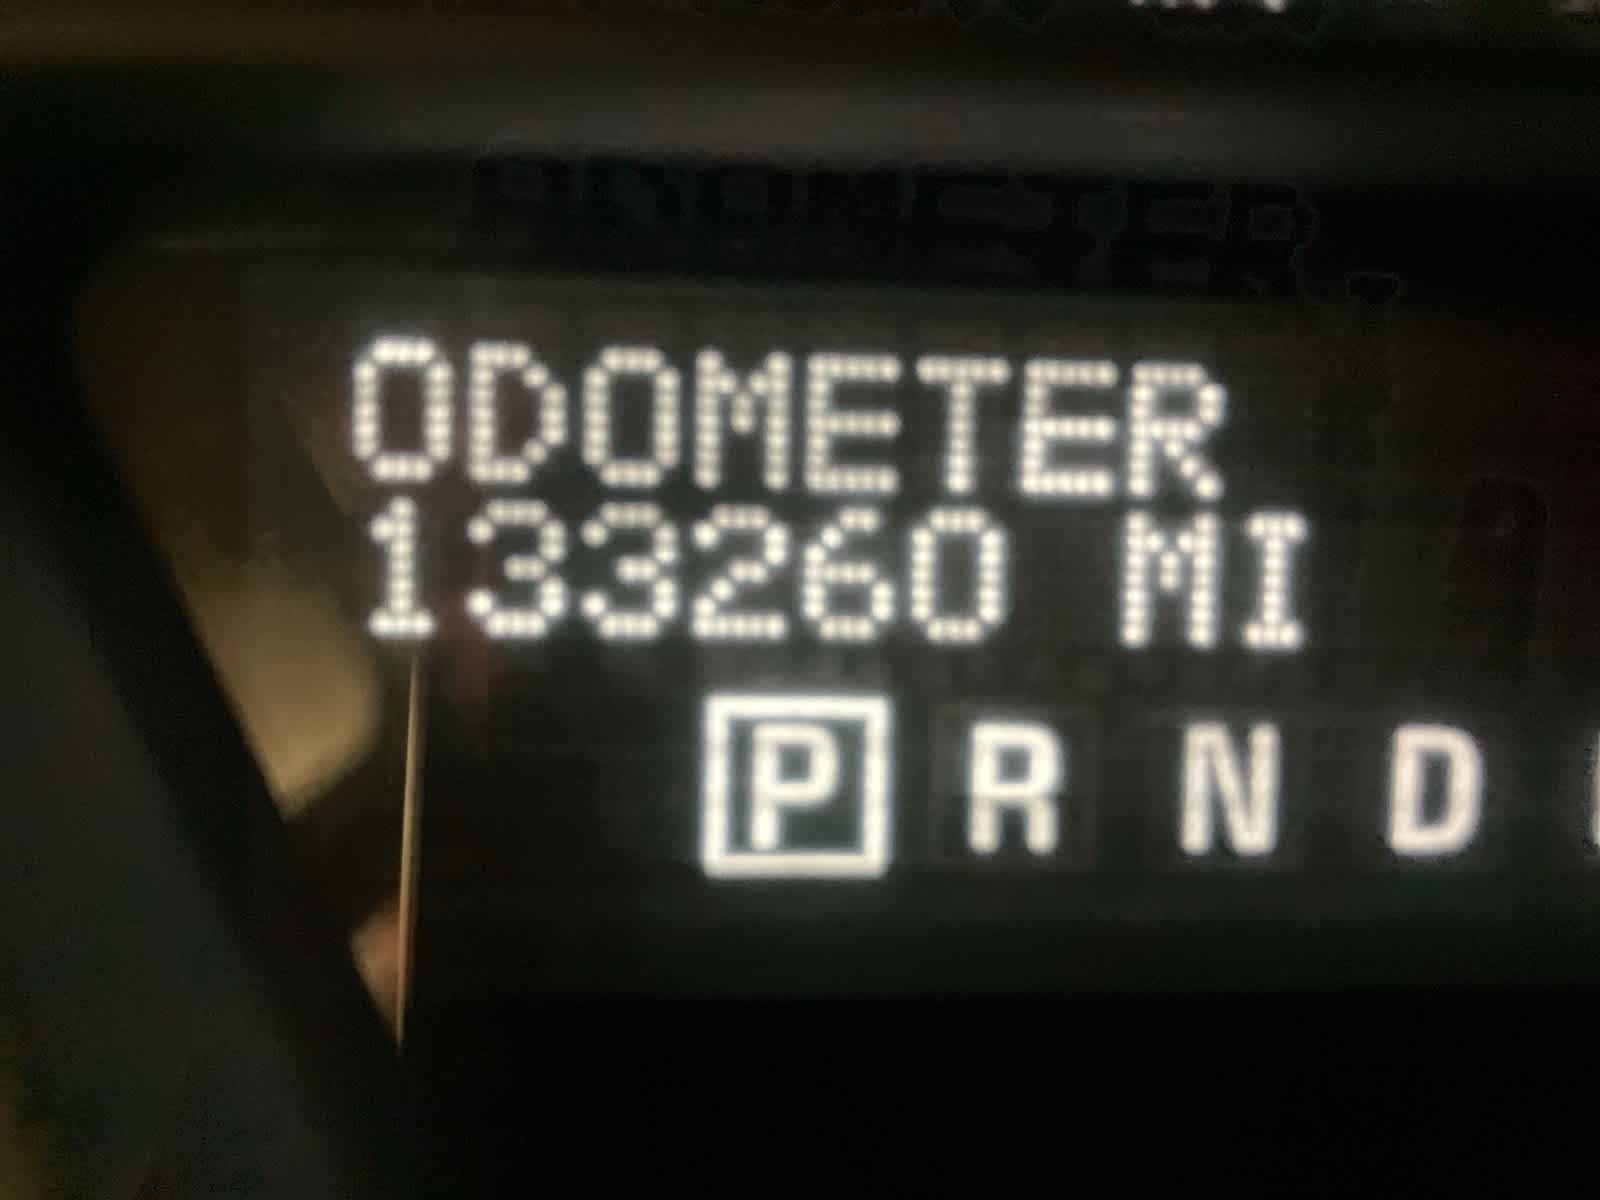 ODOMETER
133260 MI
P R N D